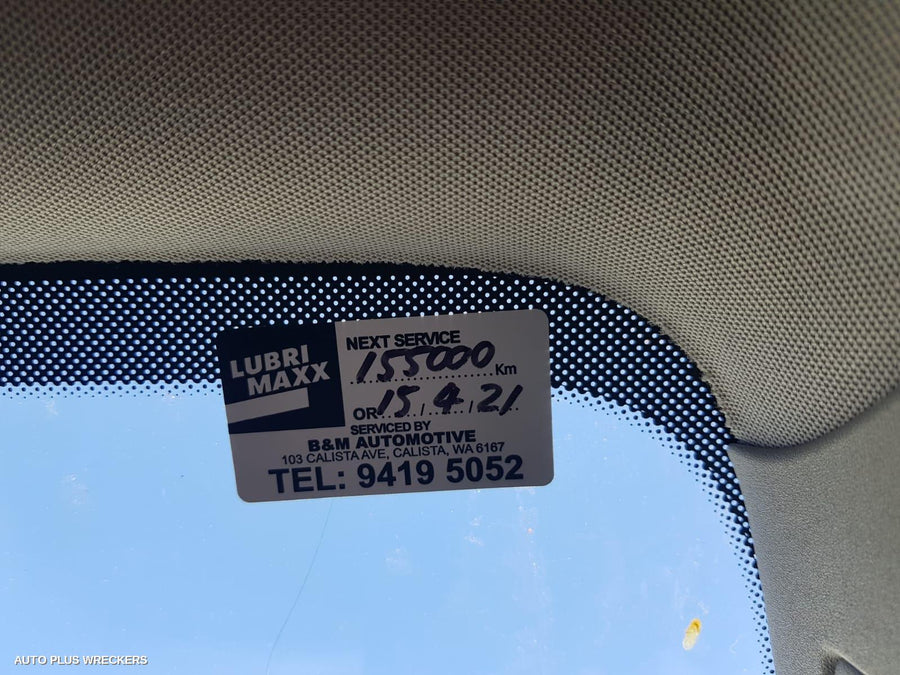 LUBRI
MAXX
NEXT SERVICE
155000 Km
OR 15 / 4 / 21
SERVICED BY
B&M AUTOMOTIVE
103 CALISTA AVE, CALISTA, WA 6167
TEL: 9419 5052
AUTO PLUS WRECKERS